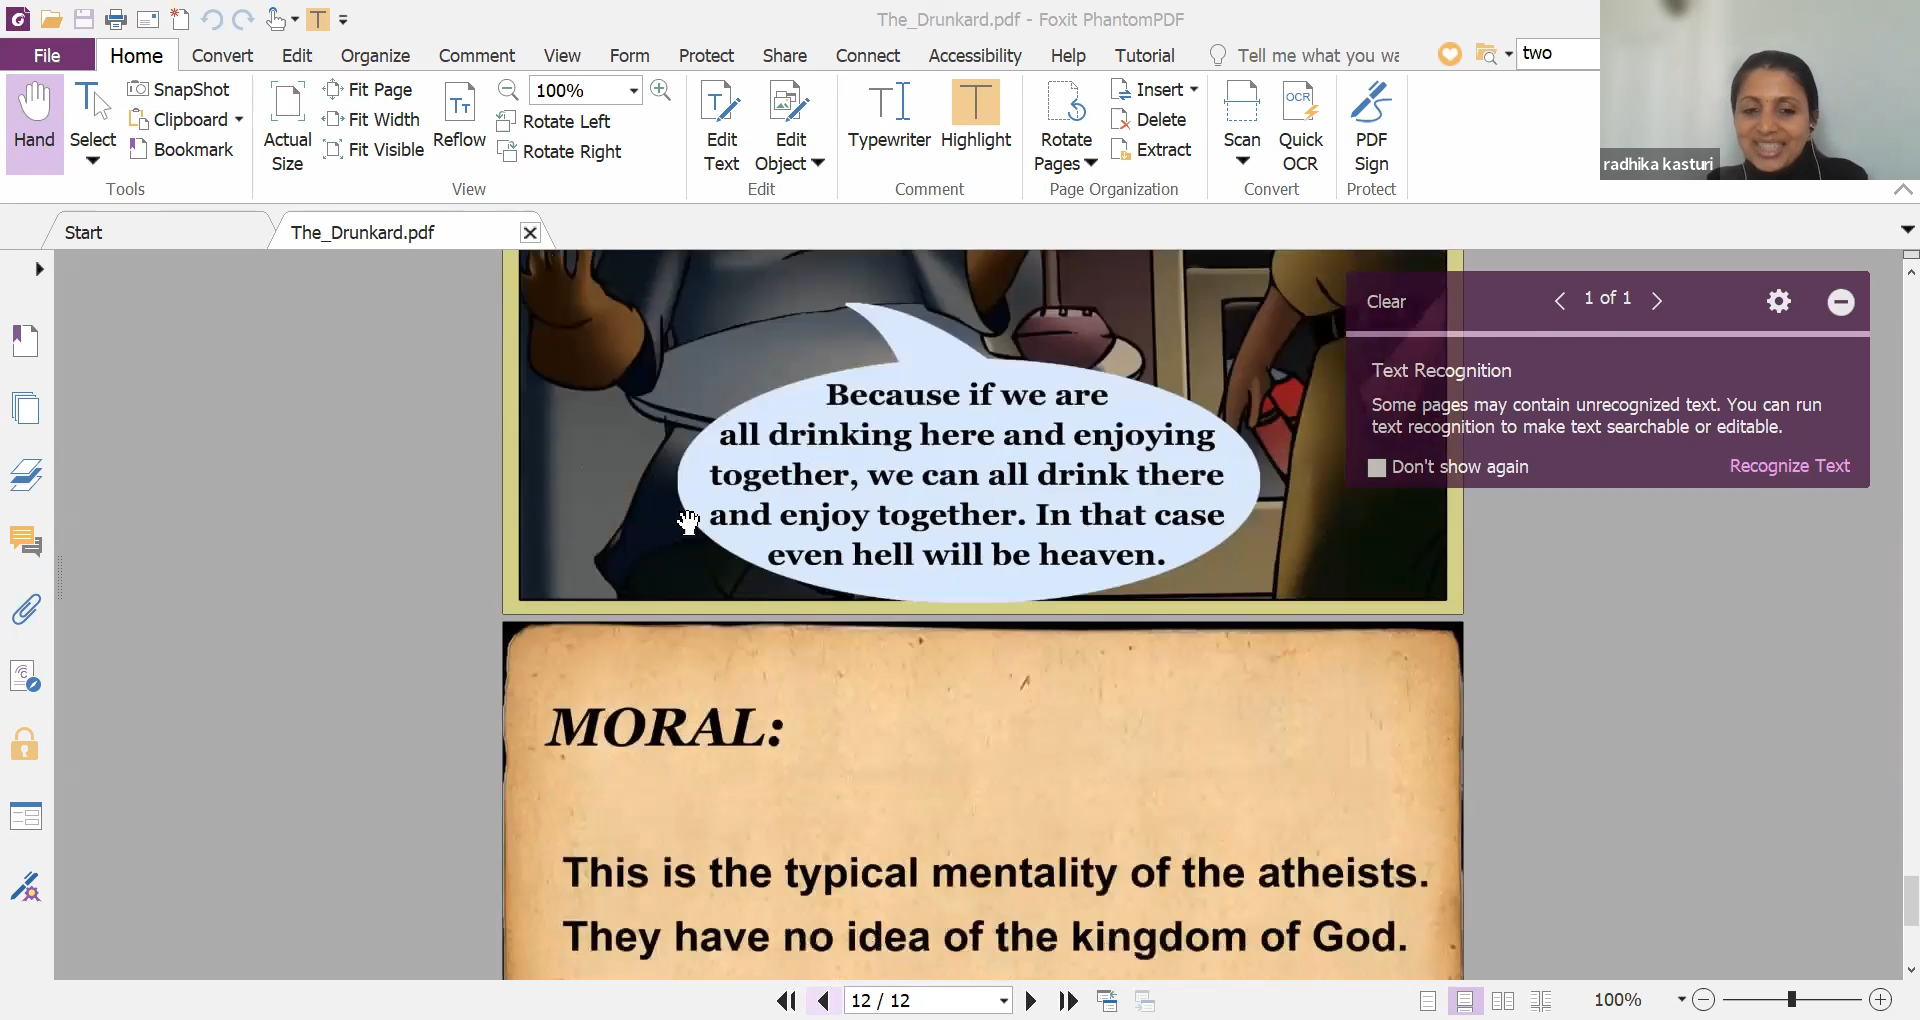 The_Drunkard.pdf - Foxit PhantomPDF
File Home Convert Edit Organize Comment View Form Protect Share Connect Accessibility Help Tutorial Tell me what you wa two
Hand
Select
SnapShot
Clipboard
Bookmark
Tools
Actual Size
Fit Page
Fit Width
Fit Visible
Reflow
100%
Rotate Left
Rotate Right
View
Edit Text
Edit Object
Edit
Typewriter
Highlight
Comment
Rotate Pages
Insert
Delete
Extract
Page Organization
Scan
OCR
Quick OCR
Convert
PDF Sign
Protect
radhika kasturi
Start
The_Drunkard.pdf
Clear
1 of 1
Text Recognition
Some pages may contain unrecognized text. You can run
text recognition to make text searchable or editable.
Don't show again
Recognize Text
Because if we are
all drinking here and enjoying
together, we can all drink there
and enjoy together. In that case
even hell will be heaven.
MORAL:
This is the typical mentality of the atheists.
They have no idea of the kingdom of God.
12 / 12
100%